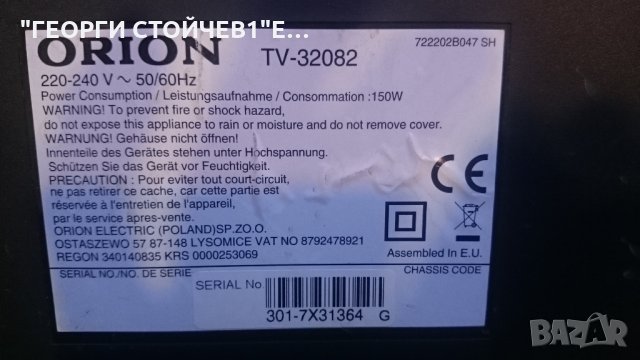 "ГЕОРГИ СТОЙЧЕВ1"Е...
ORION
TV-32082
722202B047 SH
220-240 V ~ 50/60Hz
Power Consumption / Leistungsaufnahme / Consommation :150W
WARNING! To prevent fire or shock hazard,
do not expose this appliance to rain or moisture and do not remove cover.
WARNUNG! Gehäuse nicht öffnen!
Innenteile des Gerätes stehen unter Hochspannung.
Schützen Sie das Gerät vor Feuchtigkeit.
PRECAUTION : Pour eviter tout court-circuit,
ne pas retirer ce cache, car cette partie est
réservée à l'entretien de l'appareil,
par le service apres-vente.
ORION ELECTRIC (POLAND)SP.ZO.O.
OSTASZEWO 57 87-148 LYSOMICE VAT NO 8792478921
REGON 340140835 KRS 0000253069
CE
Assembled In E.U.
SERIAL NO./NO. DE SERIE
CHASSIS CODE
SERIAL No
301-7X31364 G
BAZAR